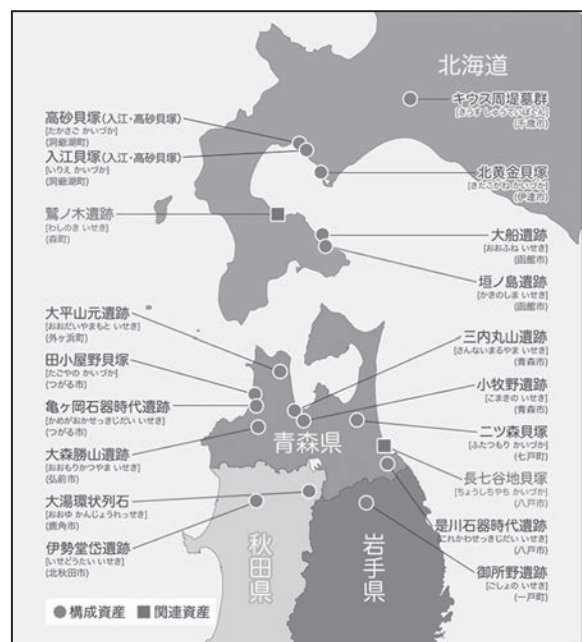 北海道
キウス周堤墓群
[きうす しゅうていぼぐん]
(千歳市)
高砂貝塚(入江・高砂貝塚)
[たかさご かいづか]
(洞爺湖町)
入江貝塚(入江・高砂貝塚)
[いりえ かいづか]
(洞爺湖町)
北黄金貝塚
[きたこがね かいづか]
(伊達市)
鷲ノ木遺跡
[わしのき いせき]
(森町)
大船遺跡
[おおふね いせき]
(函館市)
垣ノ島遺跡
[かきのしま いせき]
(函館市)
大平山元遺跡
[おおだいやまもと いせき]
(外ヶ浜町)
三内丸山遺跡
[さんないまるやま いせき]
(青森市)
田小屋野貝塚
[たごやの かいづか]
(つがる市)
小牧野遺跡
[こまきの いせき]
(青森市)
亀ヶ岡石器時代遺跡
[かめがおかせっきじだい いせき]
(つがる市)
二ツ森貝塚
[ふたつもり かいづか]
(七戸町)
大森勝山遺跡
[おおもりかつやま いせき]
(弘前市)
青森県
長七谷地貝塚
[ちょうしちやち かいづか]
(八戸市)
大湯環状列石
[おおゆ かんじょうれっせき]
(鹿角市)
是川石器時代遺跡
[これかわせっきじだい いせき]
(八戸市)
伊勢堂岱遺跡
[いせどうたい いせき]
(北秋田市)
秋田県
岩手県
御所野遺跡
[ごしょの いせき]
(一戸町)
構成資産
関連資産